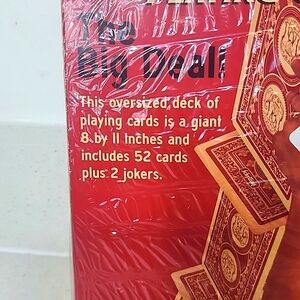 The
Big Deal!
This oversized deck of
playing cards is a giant
8 by 11 inches and
includes 52 cards
plus 2 jokers.